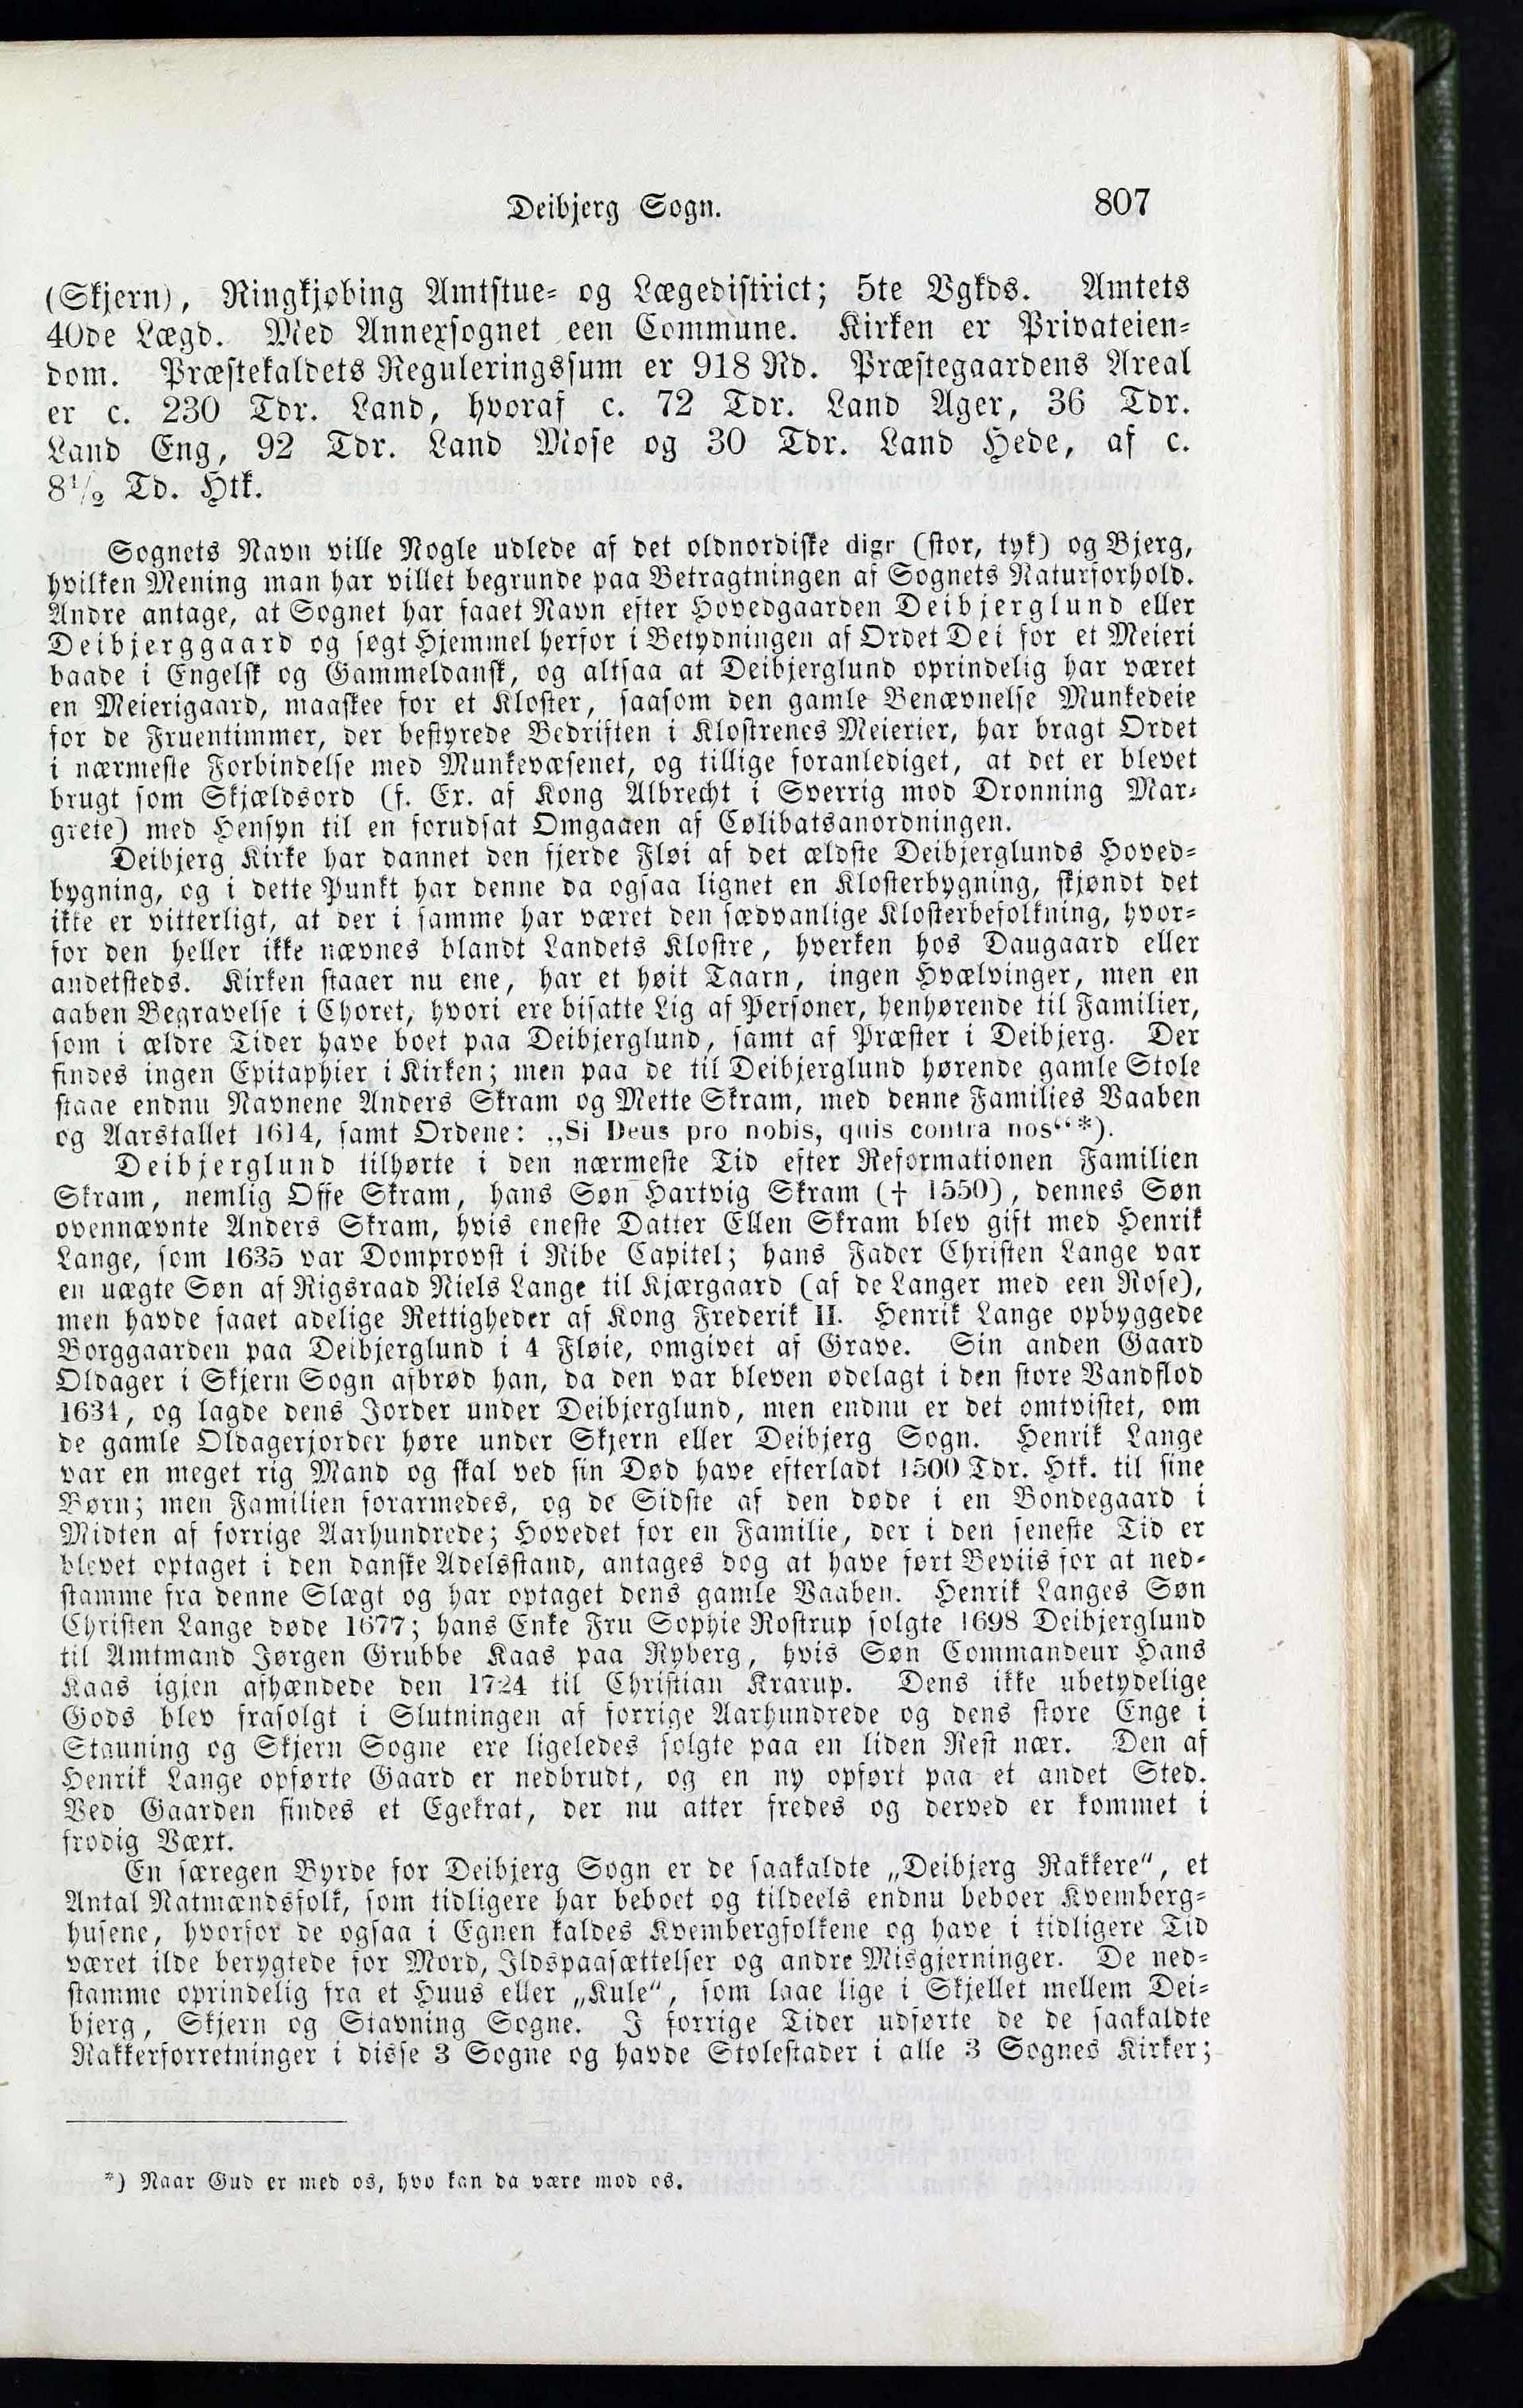 Deibjerg Sogn. 807
(Skjern), Ringkjøbing Amtstue- og Lægedistrict; 5te Vgkds. Amtets
40de Lægd. Med Annexsognet een Commune. Kirken er Privateien-
dom. Præstekaldets Reguleringssum er 918 Rd. Præstegaardens Areal
er c. 230 Tdr. Land, hvoraf c. 72 Tdr. Land Ager, 36 Tdr.
Land Eng, 92 Tdr. Land Mose og 30 Tdr. Land Hede, af c.
8½ Td. Htk.
Sognets Navn ville Nogle udlede af det oldnordiske digr (stor, tyk) og Bjerg,
hvilken Mening man har villet begrunde paa Betragtningen af Sognets Naturforhold.
Andre antage, at Sognet har faaet Navn efter Hovedgaarden Deibjerglund eller
Deibjerggaard og søgt Hjemmel herfor i Betydningen af Ordet Dei for et Meieri
baade i Engelsk og Gammeldansk, og altsaa at Deibjerglund oprindelig har været
en Meierigaard, maaskee for et Kloster, saasom den gamle Benævnelse Munkedeie
for de Fruentimmer, der bestyrede Bedriften i Klostrenes Meierier, har bragt Ordet
i nærmeste Forbindelse med Munkevæsenet, og tillige foranlediget, at det er blevet
brugt som Skjældsord (f. Ex. af Kong Albrecht i Sverrig mod Dronning Mar-
grete) med Hensyn til en forudsat Omgaaen af Cølibatsanordningen.
Deibjerg Kirke har dannet den fjerde Fløi af det ældste Deibjerglunds Hoved-
bygning, og i dette Punkt har denne da ogsaa lignet en Klosterbygning, skjøndt det
ikke er vitterligt, at der i samme har været den sædvanlige Klosterbefolkning, hvor-
for den heller ikke nævnes blandt Landets Klostre, hverken hos Daugaard eller
andetsteds. Kirken staaer nu ene, har et høit Taarn, ingen Hvælvinger, men en
aaben Begravelse i Choret, hvori ere bisatte Lig af Personer, henhørende til Familier,
som i ældre Tider have boet paa Deibjerglund, samt af Præster i Deibjerg. Der
findes ingen Epitaphier i Kirken; men paa de til Deibjerglund hørende gamle Stole
staae endnu Navnene Anders Skram og Mette Skram, med denne Families Vaaben
og Aarstallet 1614, samt Ordene: „Si Deus pro nobis, quis contra nos“*).
Deibjerglund tilhørte i den nærmeste Tid efter Reformationen Familien
Skram, nemlig Offe Skram, hans Søn Hartvig Skram († 1550), dennes Søn
ovennævnte Anders Skram, hvis eneste Datter Ellen Skram blev gift med Henrik
Lange, som 1635 var Domprovst i Ribe Capitel; hans Fader Christen Lange var
en uægte Søn af Rigsraad Niels Lange til Kjærgaard (af de Langer med een Rose),
men havde faaet adelige Rettigheder af Kong Frederik II. Henrik Lange opbyggede
Borggaarden paa Deibjerglund i 4 Fløie, omgivet af Grave. Sin anden Gaard
Oldager i Skjern Sogn afbrød han, da den var bleven ødelagt i den store Vandflod
1634, og lagde dens Jorder under Deibjerglund, men endnu er det omtvistet, om
de gamle Oldagerjorder høre under Skjern eller Deibjerg Sogn. Henrik Lange
var en meget rig Mand og skal ved sin Død have efterladt 1500 Tdr. Htk. til sine
Børn; men Familien forarmedes, og de Sidste af den døde i en Bondegaard i
Midten af forrige Aarhundrede; Hovedet for en Familie, der i den seneste Tid er
blevet optaget i den danske Adelsstand, antages dog at have ført Beviis for at ned-
stamme fra denne Slægt og har optaget dens gamle Vaaben. Henrik Langes Søn
Christen Lange døde 1677; hans Enke Fru Sophie Rostrup solgte 1698 Deibjerglund
til Amtmand Jørgen Grubbe Kaas paa Ryberg, hvis Søn Commandeur Hans
Kaas igjen afhændede den 1724 til Christian Krarup. Dens ikke ubetydelige
Gods blev frasolgt i Slutningen af forrige Aarhundrede og dens store Enge i
Stauning og Skjern Sogne ere ligeledes solgte paa en liden Rest nær. Den af
Henrik Lange opførte Gaard er nedbrudt, og en ny opført paa et andet Sted.
Ved Gaarden findes et Egekrat, der nu atter fredes og derved er kommet i
frodig Væxt.
En særegen Byrde for Deibjerg Sogn er de saakaldte „Deibjerg Rakkere“, et
Antal Natmændsfolk, som tidligere har beboet og tildeels endnu beboer Kvemberg-
husene, hvorfor de ogsaa i Egnen kaldes Kvembergfolkene og have i tidligere Tid
været ilde berygtede for Mord, Ildspaasættelser og andre Misgjerninger. De ned-
stamme oprindelig fra et Huus eller „Kule“, som laae lige i Skjellet mellem Dei-
bjerg, Skjern og Stavning Sogne. I forrige Tider udførte de de saakaldte
Rakkerforretninger i disse 3 Sogne og havde Stolestader i alle 3 Sognes Kirker;
*) Naar Gud er med os, hvo kan da være mod os.